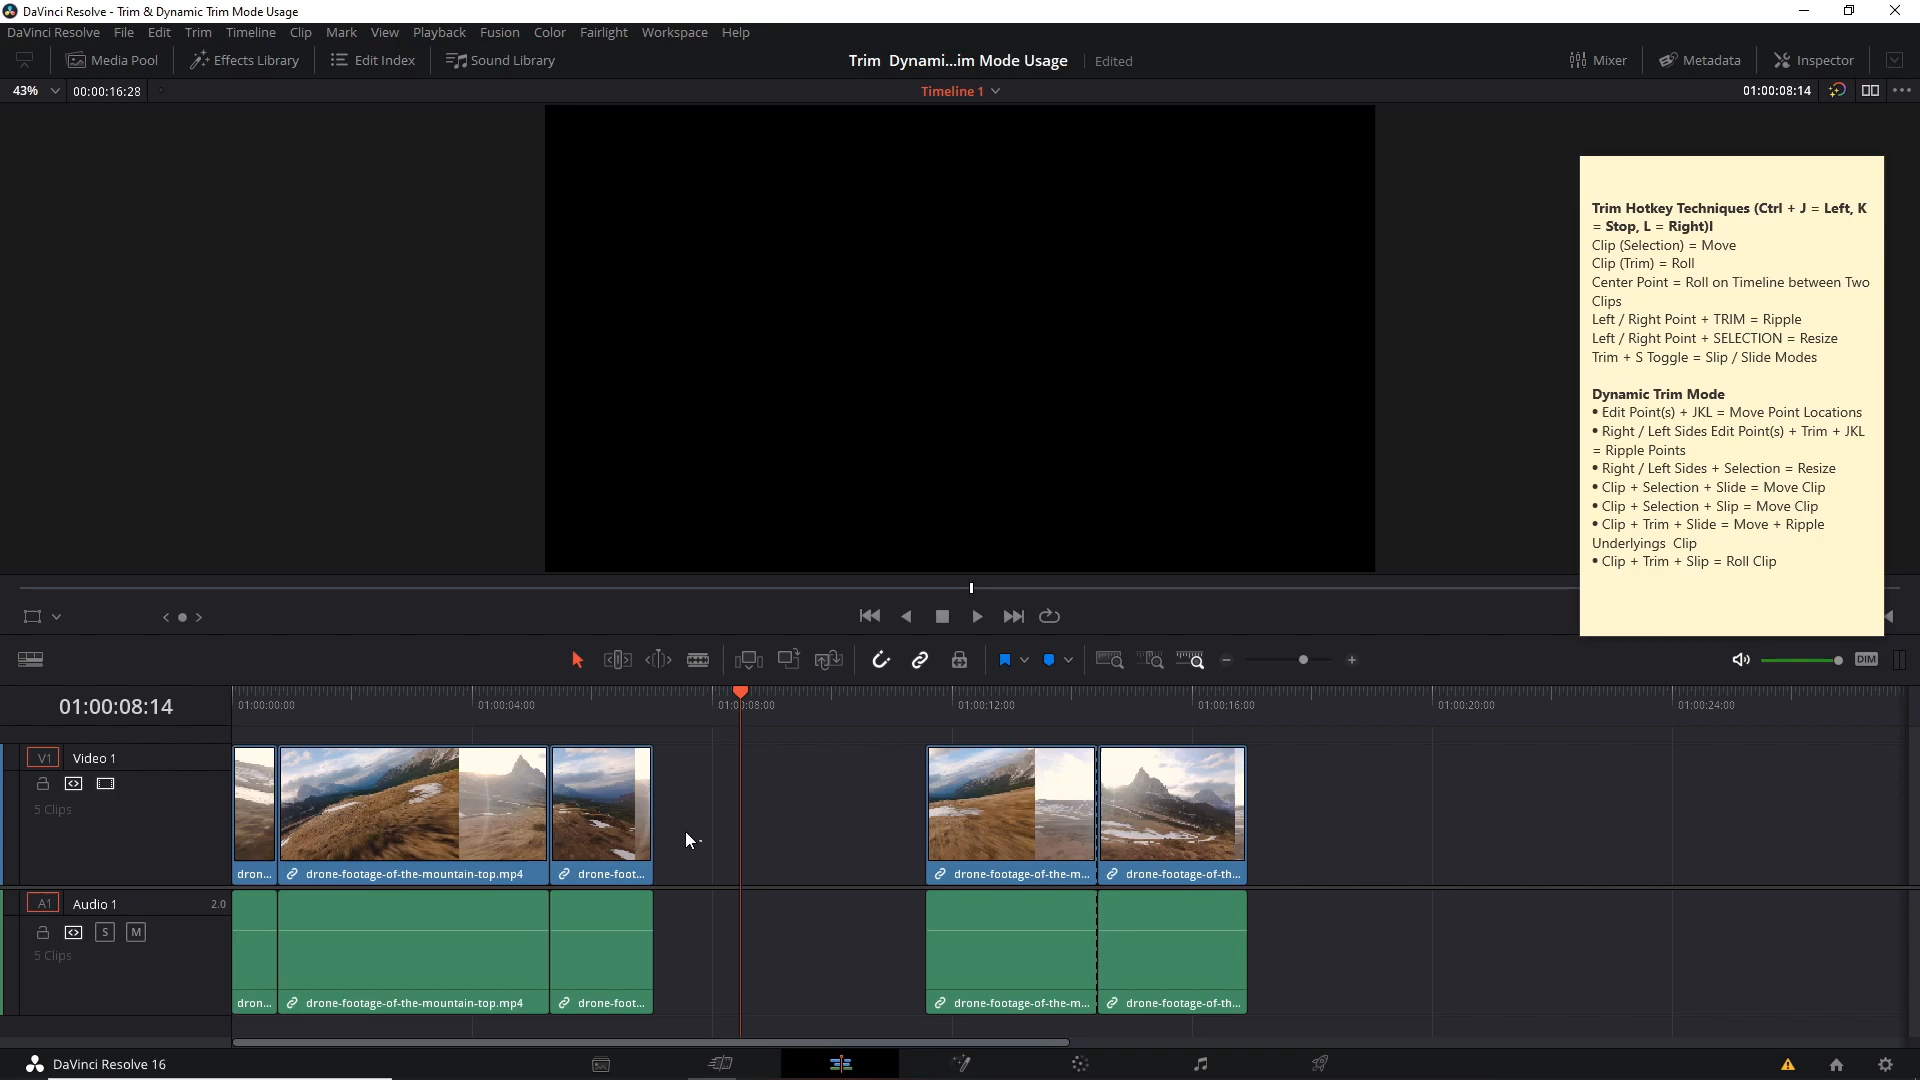 DaVinci Resolve - Trim & Dynamic Trim Mode Usage
DaVinci Resolve File Edit Trim Timeline Clip Mark View Playback Fusion Color Fairlight Workspace Help
Media Pool Effects Library Edit Index Sound Library Trim Dynami...im Mode Usage Edited Mixer Metadata Inspector
43% 00:00:16:28 Timeline 1 01:00:08:14
Trim Hotkey Techniques (Ctrl + J = Left, K
= Stop, L = Right)l
Clip (Selection) = Move
Clip (Trim) = Roll
Center Point = Roll on Timeline between Two
Clips
Left / Right Point + TRIM = Ripple
Left / Right Point + SELECTION = Resize
Trim + S Toggle = Slip / Slide Modes
Dynamic Trim Mode
• Edit Point(s) + JKL = Move Point Locations
• Right / Left Sides Edit Point(s) + Trim + JKL
= Ripple Points
• Right / Left Sides + Selection = Resize
• Clip + Selection + Slide = Move Clip
• Clip + Selection + Slip = Move Clip
• Clip + Trim + Slide = Move + Ripple
Underlyings Clip
• Clip + Trim + Slip = Roll Clip
DIM
01:00:08:14
01:00:00:00 01:00:04:00 01:00:08:00 01:00:12:00 01:00:16:00 01:00:20:00 01:00:24:00
V1 Video 1
5 Clips
dron... drone-footage-of-the-mountain-top.mp4 drone-foot... drone-footage-of-the-m... drone-footage-of-th...
A1 Audio 1 2.0
S M
5 Clips
dron... drone-footage-of-the-mountain-top.mp4 drone-foot... drone-footage-of-the-m... drone-footage-of-th...
DaVinci Resolve 16